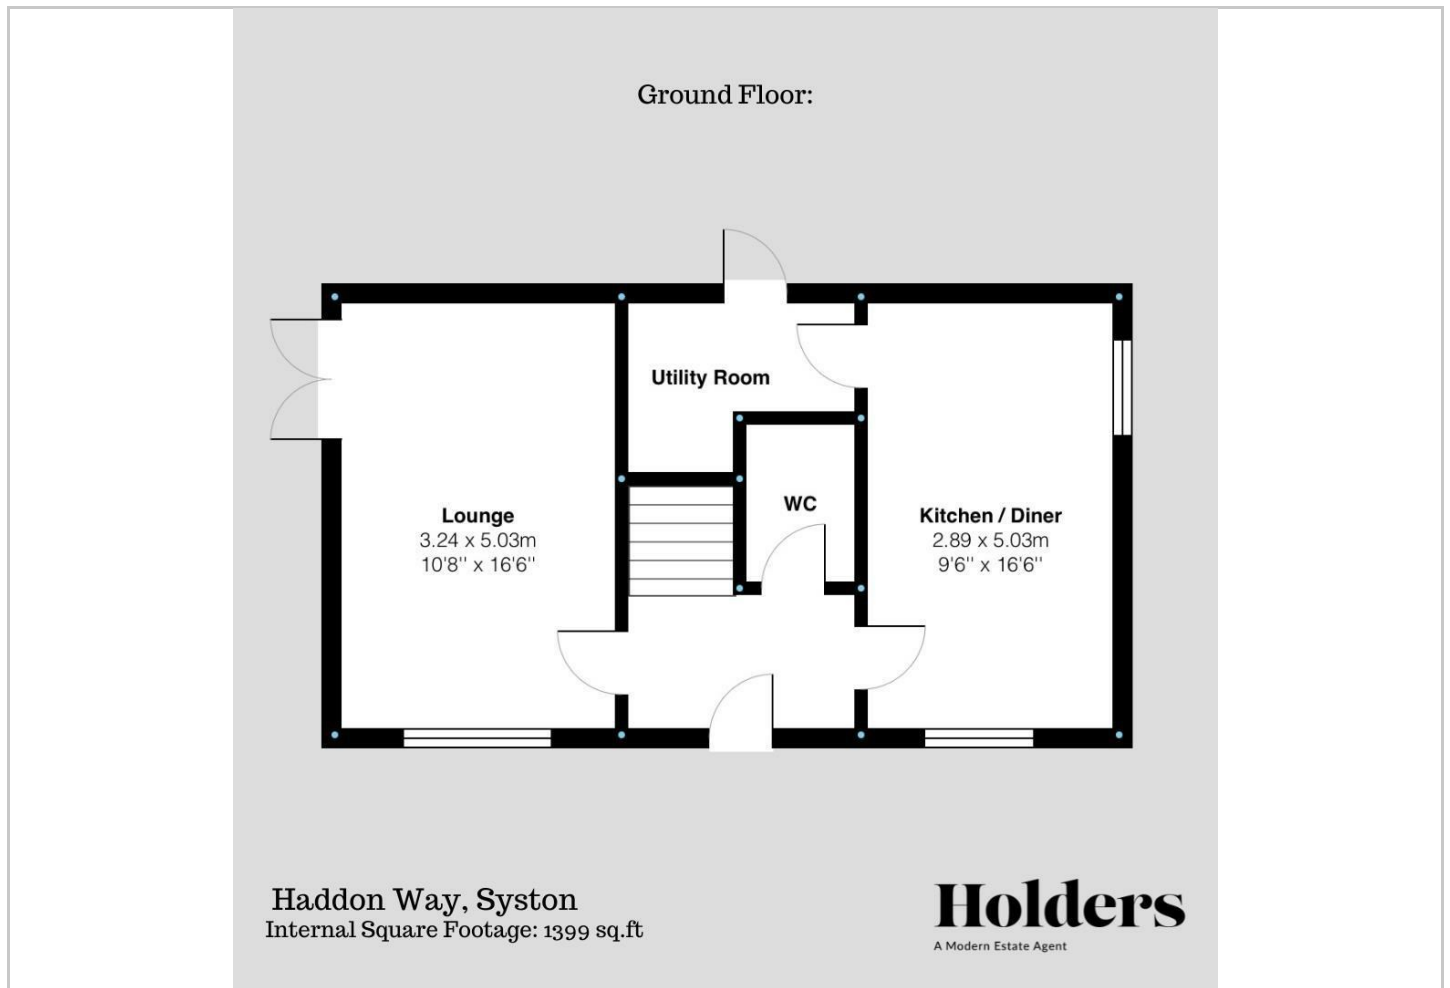 Ground Floor:
Utility Room
WC
Lounge
3.24 x 5.03m
10'8'' x 16'6''
Kitchen / Diner
2.89 x 5.03m
9'6'' x 16'6''
Haddon Way, Syston
Internal Square Footage: 1399 sq.ft
Holders
A Modern Estate Agent